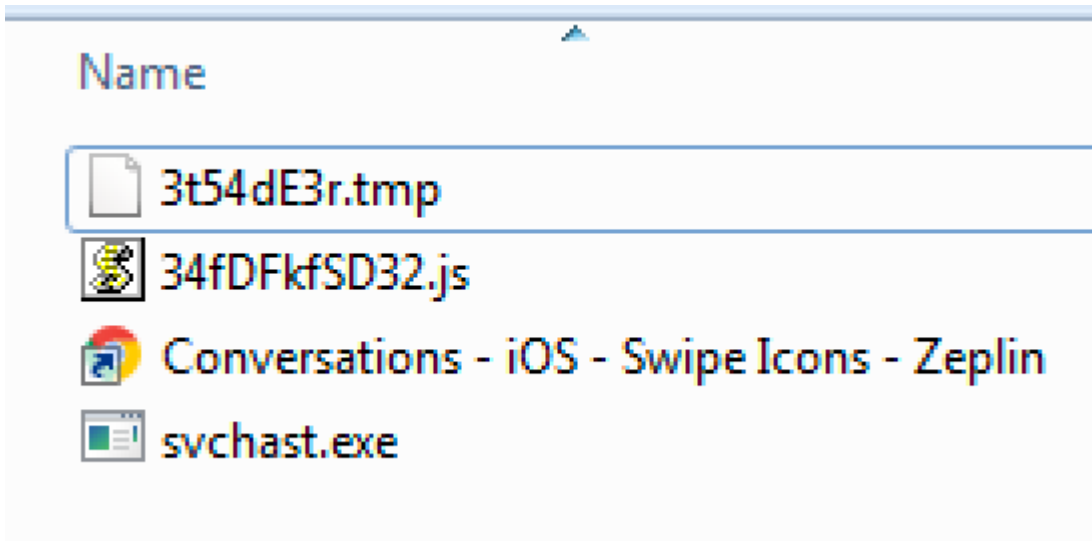 Name
3t54dE3r.tmp
34fDFkfSD32.js
Conversations - iOS - Swipe Icons - Zeplin
svchast.exe